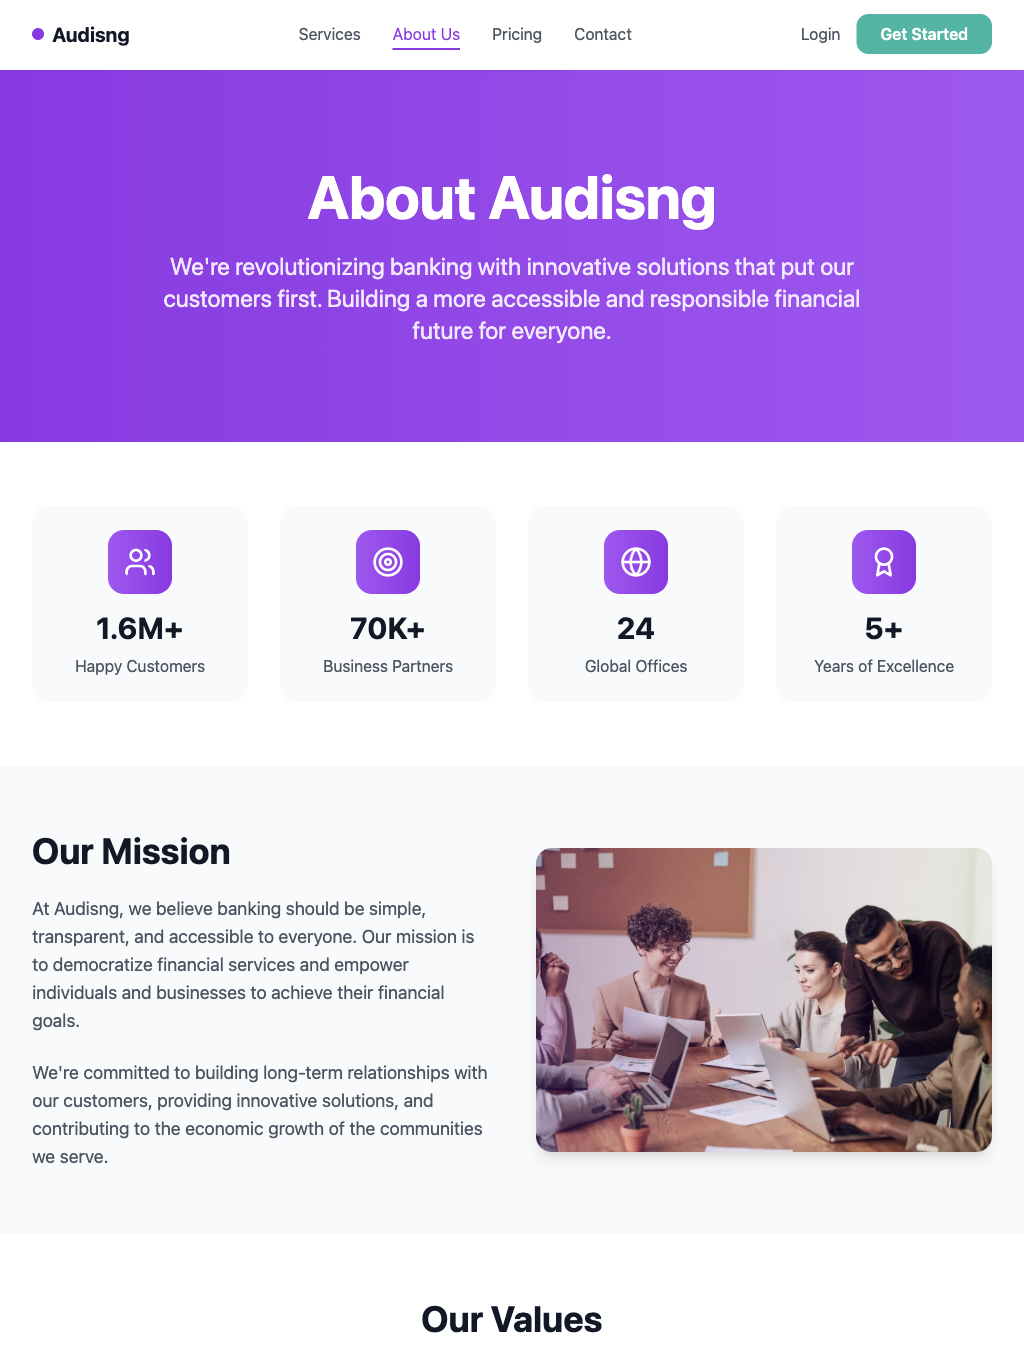 Audisng
Services
About Us
Pricing
Contact
Login
Get Started
About Audisng
We're revolutionizing banking with innovative solutions that put our
customers first. Building a more accessible and responsible financial
future for everyone.
1.6M+
Happy Customers
70K+
Business Partners
24
Global Offices
5+
Years of Excellence
Our Mission
At Audisng, we believe banking should be simple,
transparent, and accessible to everyone. Our mission is
to democratize financial services and empower
individuals and businesses to achieve their financial
goals.
We're committed to building long-term relationships with
our customers, providing innovative solutions, and
contributing to the economic growth of the communities
we serve.
Our Values